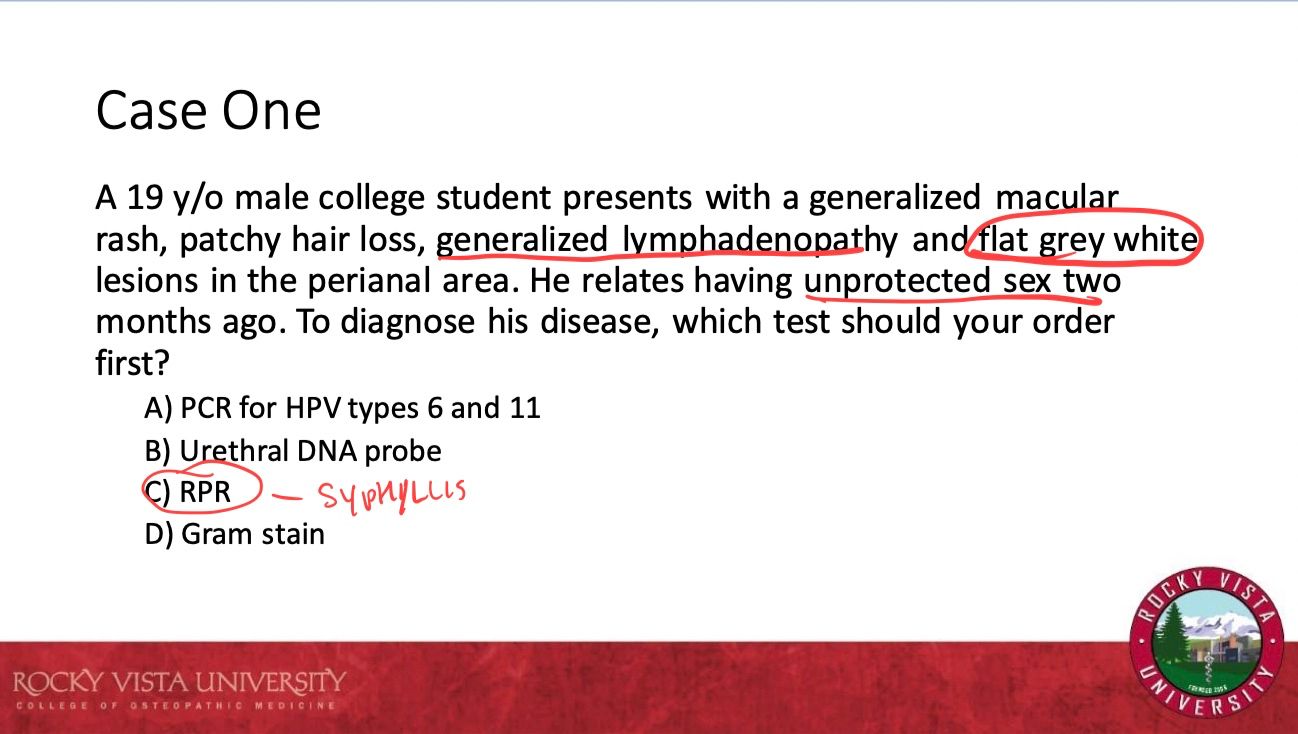 Case One
A 19 y/o male college student presents with a generalized macular
rash, patchy hair loss, generalized lymphadenopathy and flat grey white
lesions in the perianal area. He relates having unprotected sex two
months ago. To diagnose his disease, which test should your order
first?
A) PCR for HPV types 6 and 11
B) Urethral DNA probe
C) RPR — SYPHYLLIS
D) Gram stain
ROCKY VISTA UNIVERSITY
COLLEGE OF OSTEOPATHIC MEDICINE
ROCKY VISTA
UNIVERSITY
FOUNDED 2006